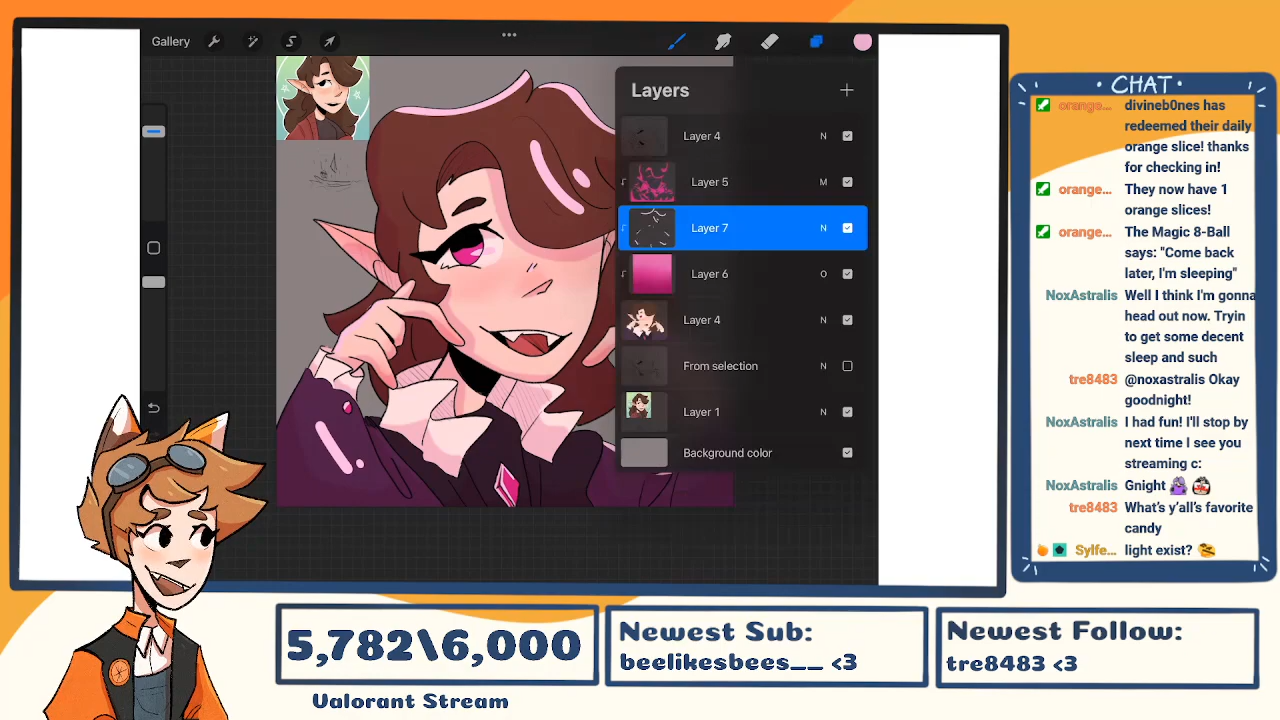 Gallery
Layers
Layer 4 N
Layer 5 M
Layer 7 N
Layer 6 O
Layer 4 N
From selection N
Layer 1 N
Background color
• CHAT •
orange... divineb0nes has
redeemed their daily
orange slice! thanks
for checking in!
orange... They now have 1
orange slices!
orange... The Magic 8-Ball
says: "Come back
later, I'm sleeping"
NoxAstralis Well I think I'm gonna
head out now. Tryin
to get some decent
sleep and such
tre8483 @noxastralis Okay
goodnight!
NoxAstralis I had fun! I'll stop by
next time I see you
streaming c:
NoxAstralis Gnight
tre8483 What's y'all's favorite
candy
Sylfe... light exist?
5,782\6,000
Valorant Stream
Newest Sub:
beelikesbees__ <3
Newest Follow:
tre8483 <3